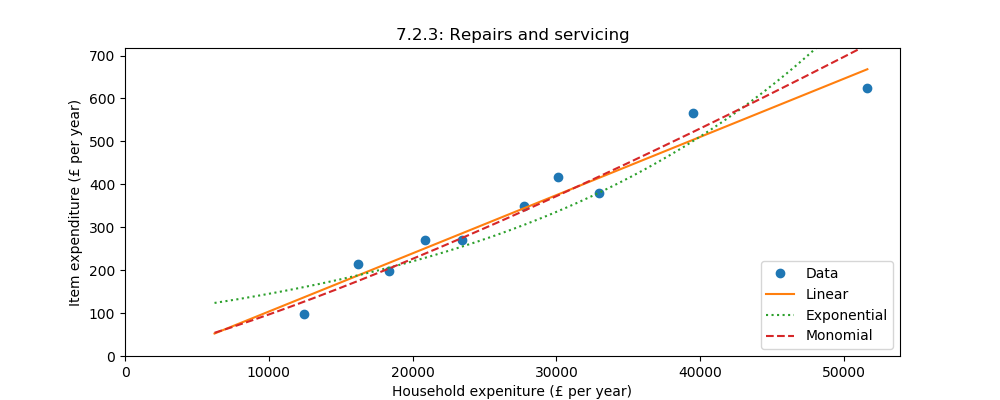 7.2.3: Repairs and servicing
Item expenditure (£ per year)
700
600
500
400
300
200
100
0
0 10000 20000 30000 40000 50000
Household expeniture (£ per year)
Data
Linear
Exponential
Monomial